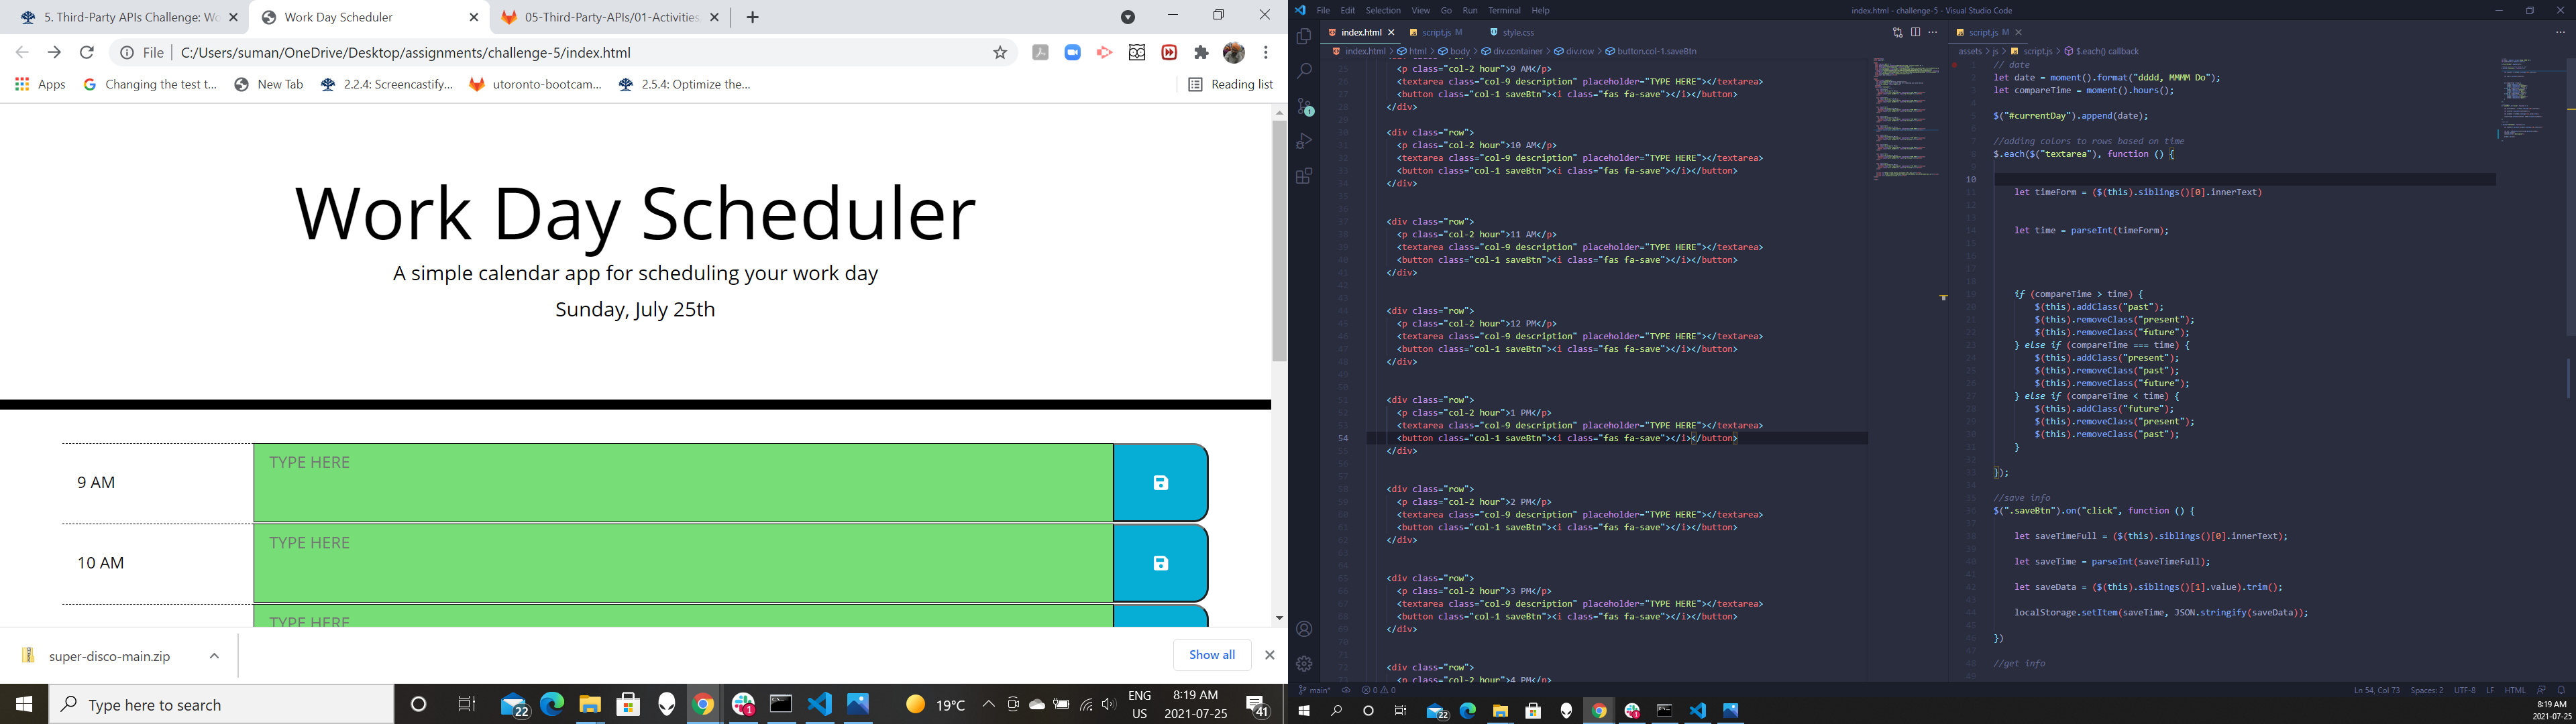 5. Third-Party APIs Challenge: Wo
Work Day Scheduler
05-Third-Party-APIs/01-Activities
File
C:/Users/suman/OneDrive/Desktop/assignments/challenge-5/index.html
Apps
Changing the test t...
New Tab
2.2.4: Screencastify...
utoronto-bootcam...
2.5.4: Optimize the...
Reading list
Work Day Scheduler
A simple calendar app for scheduling your work day
Sunday, July 25th
9 AM
TYPE HERE
10 AM
TYPE HERE
TYPE HERE
super-disco-main.zip
Show all
Type here to search
22
1
19°C
ENG
US
8:19 AM
2021-07-25
41
File Edit Selection View Go Run Terminal Help
index.html - challenge-5 - Visual Studio Code
index.html
script.js M
style.css
index.html > html > body > div.container > div.row > button.col-1.saveBtn
<p class="col-2 hour">9 AM</p>
<textarea class="col-9 description" placeholder="TYPE HERE"></textarea>
<button class="col-1 saveBtn"><i class="fas fa-save"></i></button>
</div>
<div class="row">
<p class="col-2 hour">10 AM</p>
<textarea class="col-9 description" placeholder="TYPE HERE"></textarea>
<button class="col-1 saveBtn"><i class="fas fa-save"></i></button>
</div>
<div class="row">
<p class="col-2 hour">11 AM</p>
<textarea class="col-9 description" placeholder="TYPE HERE"></textarea>
<button class="col-1 saveBtn"><i class="fas fa-save"></i></button>
</div>
<div class="row">
<p class="col-2 hour">12 PM</p>
<textarea class="col-9 description" placeholder="TYPE HERE"></textarea>
<button class="col-1 saveBtn"><i class="fas fa-save"></i></button>
</div>
<div class="row">
<p class="col-2 hour">1 PM</p>
<textarea class="col-9 description" placeholder="TYPE HERE"></textarea>
54 <button class="col-1 saveBtn"><i class="fas fa-save"></i></button>
</div>
<div class="row">
<p class="col-2 hour">2 PM</p>
<textarea class="col-9 description" placeholder="TYPE HERE"></textarea>
<button class="col-1 saveBtn"><i class="fas fa-save"></i></button>
</div>
<div class="row">
<p class="col-2 hour">3 PM</p>
<textarea class="col-9 description" placeholder="TYPE HERE"></textarea>
<button class="col-1 saveBtn"><i class="fas fa-save"></i></button>
</div>
<div class="row">
<p class="col-2 hour">4 PM</p>
script.js M
assets > js > script.js > $.each() callback
// date
let date = moment().format("dddd, MMMM Do");
let compareTime = moment().hours();
$("#currentDay").append(date);
//adding colors to rows based on time
$.each($("textarea"), function () {
10
let timeForm = ($(this).siblings()[0].innerText)
let time = parseInt(timeForm);
if (compareTime > time) {
$(this).addClass("past");
$(this).removeClass("present");
$(this).removeClass("future");
} else if (compareTime === time) {
$(this).addClass("present");
$(this).removeClass("past");
$(this).removeClass("future");
} else if (compareTime < time) {
$(this).addClass("future");
$(this).removeClass("present");
$(this).removeClass("past");
}
});
//save info
$(".saveBtn").on("click", function () {
let saveTimeFull = ($(this).siblings()[0].innerText);
let saveTime = parseInt(saveTimeFull);
let saveData = ($(this).siblings()[1].value).trim();
localStorage.setItem(saveTime, JSON.stringify(saveData));
})
//get info
main*
0 0
Ln 54, Col 73
Spaces: 2
UTF-8
LF
HTML
22
1
8:19 AM
2021-07-25